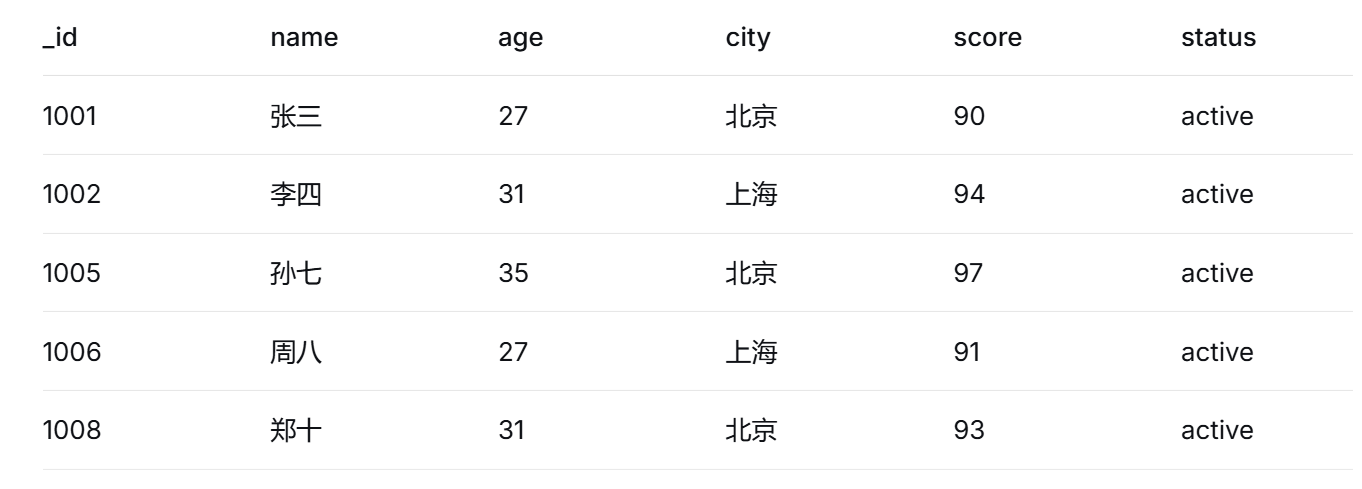 _id name age city score status
1001 张三 27 北京 90 active
1002 李四 31 上海 94 active
1005 孙七 35 北京 97 active
1006 周八 27 上海 91 active
1008 郑十 31 北京 93 active